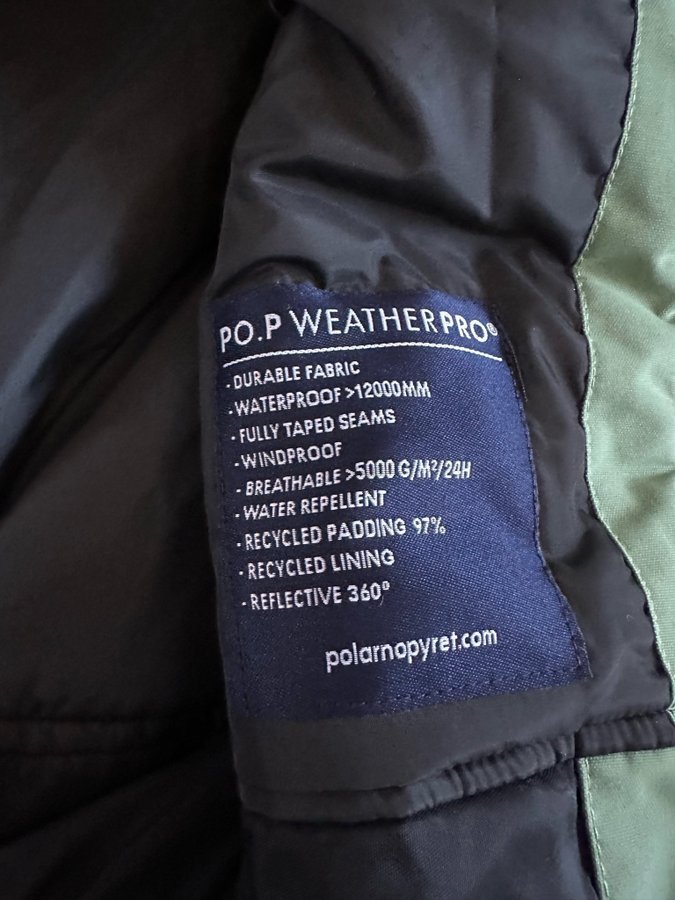 PO.P WEATHERPRO®
- DURABLE FABRIC
- WATERPROOF >12000MM
- FULLY TAPED SEAMS
- WINDPROOF
- BREATHABLE >5000 G/M²/24H
- WATER REPELLENT
- RECYCLED PADDING 97%
- RECYCLED LINING
- REFLECTIVE 360°
polarnopyret.com